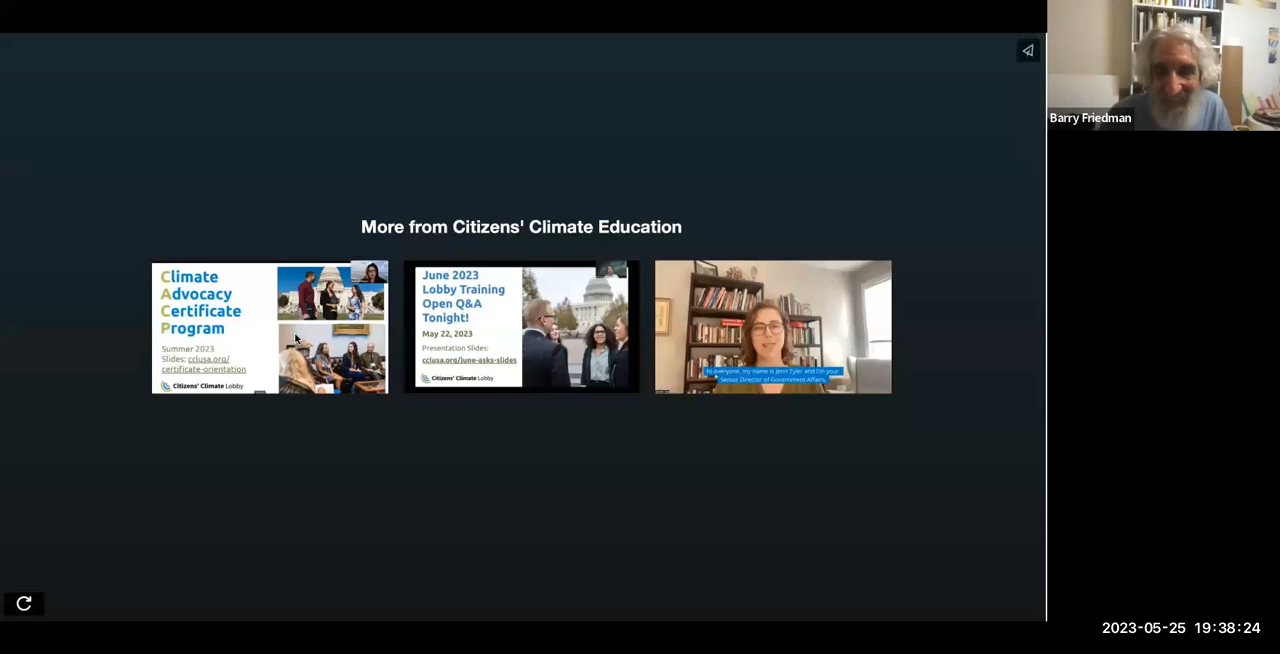 Barry Friedman
More from Citizens' Climate Education
Climate
Advocacy
Certificate
Program
Summer 2023
Slides: cclusa.org/
certificate-orientation
Citizens' Climate Lobby
June 2023
Lobby Training
Open Q&A
Tonight!
May 22, 2023
Presentation Slides:
cclusa.org/june-asks-slides
Citizens' Climate Lobby
Hi everyone, my name is Jenn Tyler and I'm your
Senior Director of Government Affairs.
2023-05-25 19:38:24